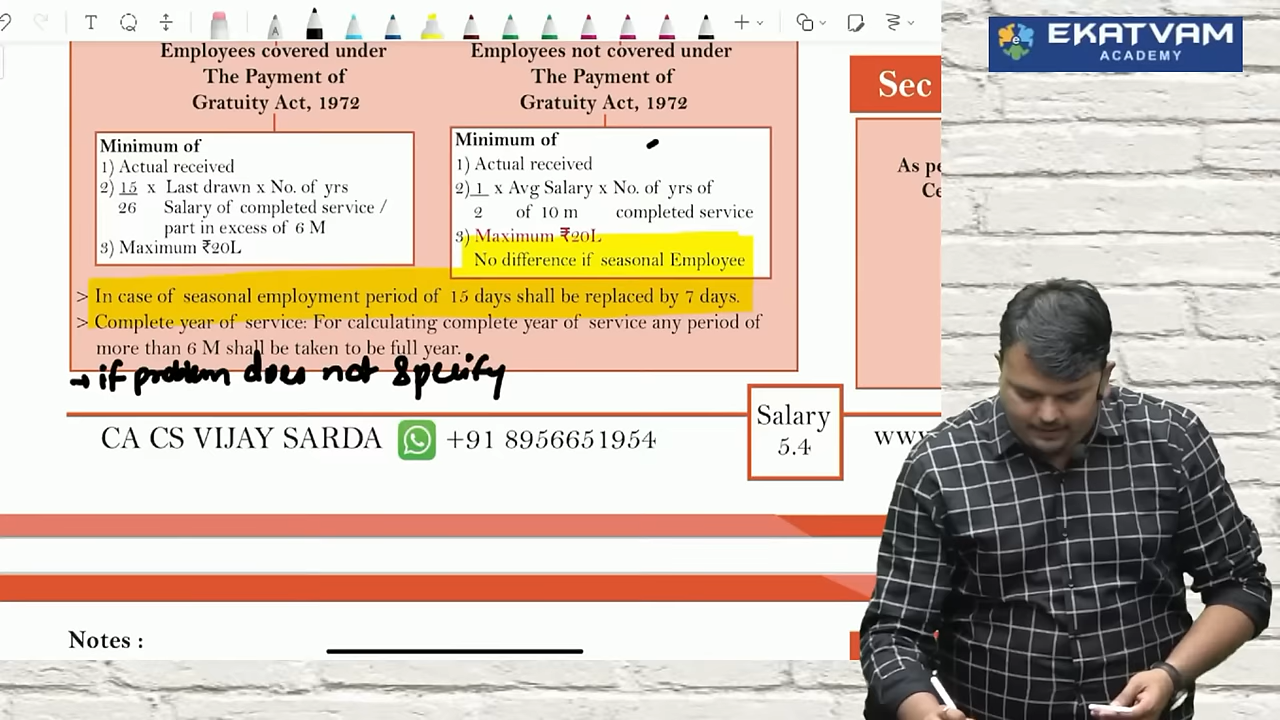 EKATVAM
ACADEMY
Employees covered under
The Payment of
Gratuity Act, 1972
Minimum of
1) Actual received
2) 15 x Last drawn x No. of yrs
26 Salary of completed service /
part in excess of 6 M
3) Maximum ₹20L
Employees not covered under
The Payment of
Gratuity Act, 1972
Minimum of
1) Actual received
2) 1 x Avg Salary x No. of yrs of
2 of 10 m completed service
3) Maximum ₹20L
No difference if seasonal Employee
> In case of seasonal employment period of 15 days shall be replaced by 7 days.
> Complete year of service: For calculating complete year of service any period of
more than 6 M shall be taken to be full year.
→ if problem does not Specify
CA CS VIJAY SARDA +91 8956651954
Salary
5.4
www
Notes :
Sec
As pe
Ce